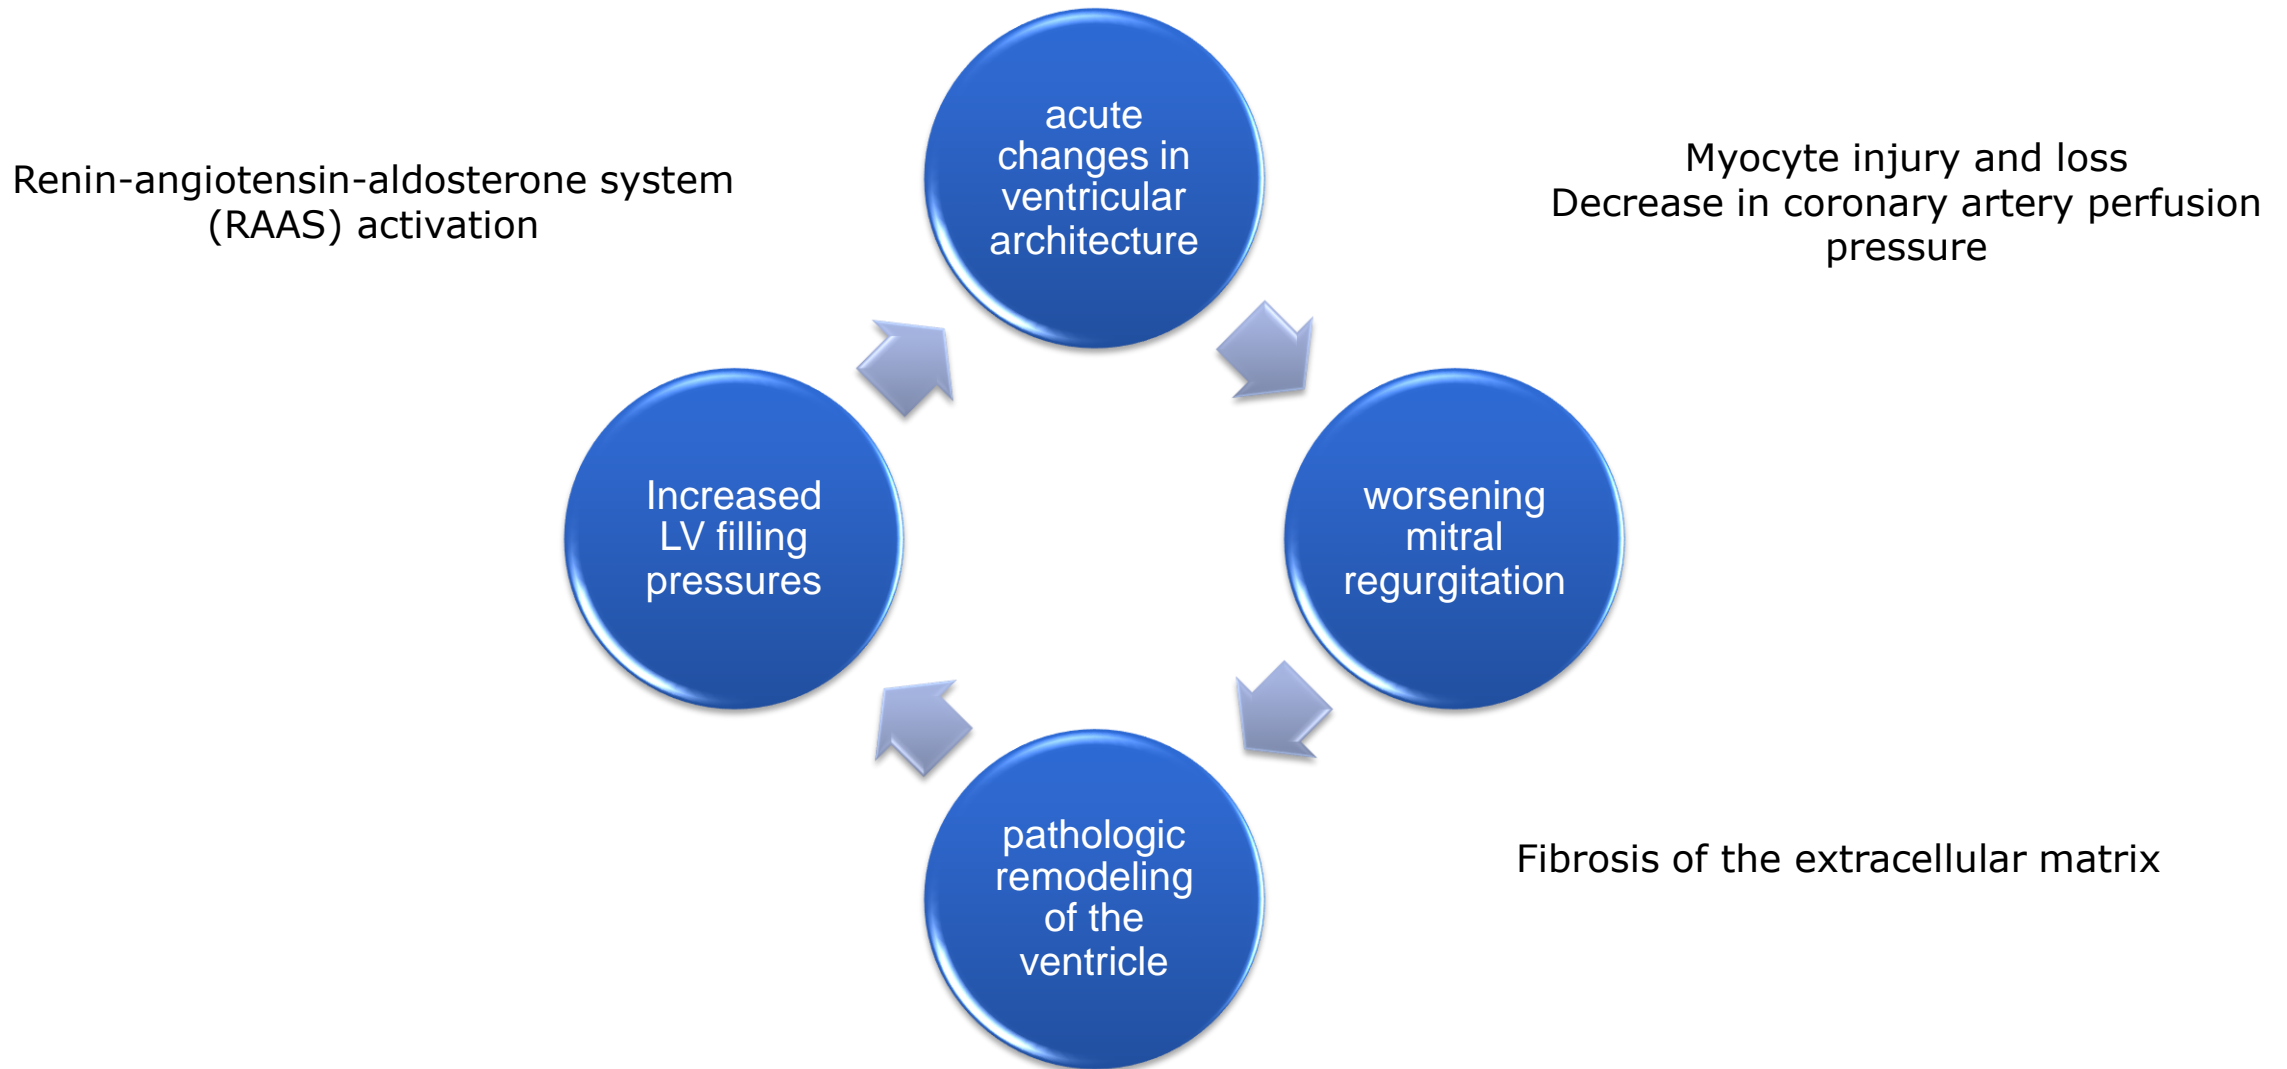 acute
changes in
ventricular
architecture
Renin-angiotensin-aldosterone system
(RAAS) activation
Myocyte injury and loss
Decrease in coronary artery perfusion
pressure
Increased
LV filling
pressures
worsening
mitral
regurgitation
pathologic
remodeling
of the
ventricle
Fibrosis of the extracellular matrix